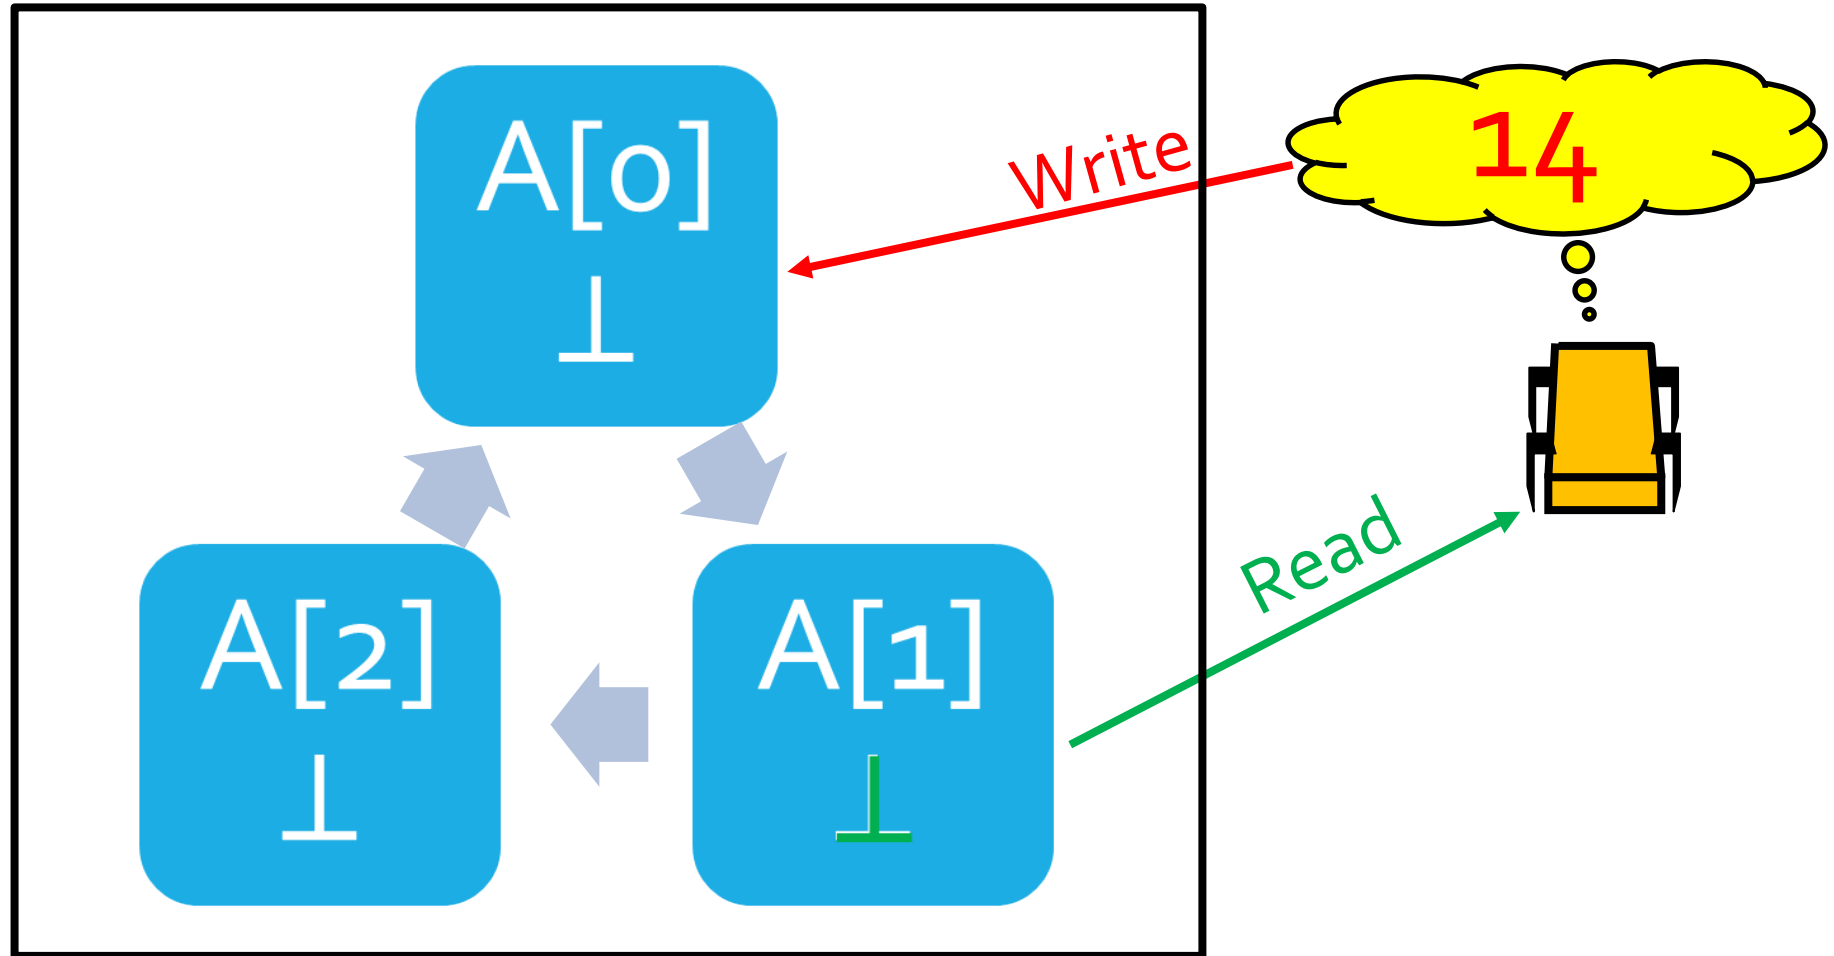 A[0]
⊥
Write
14
A[2]
⊥
A[1]
⊥
Read